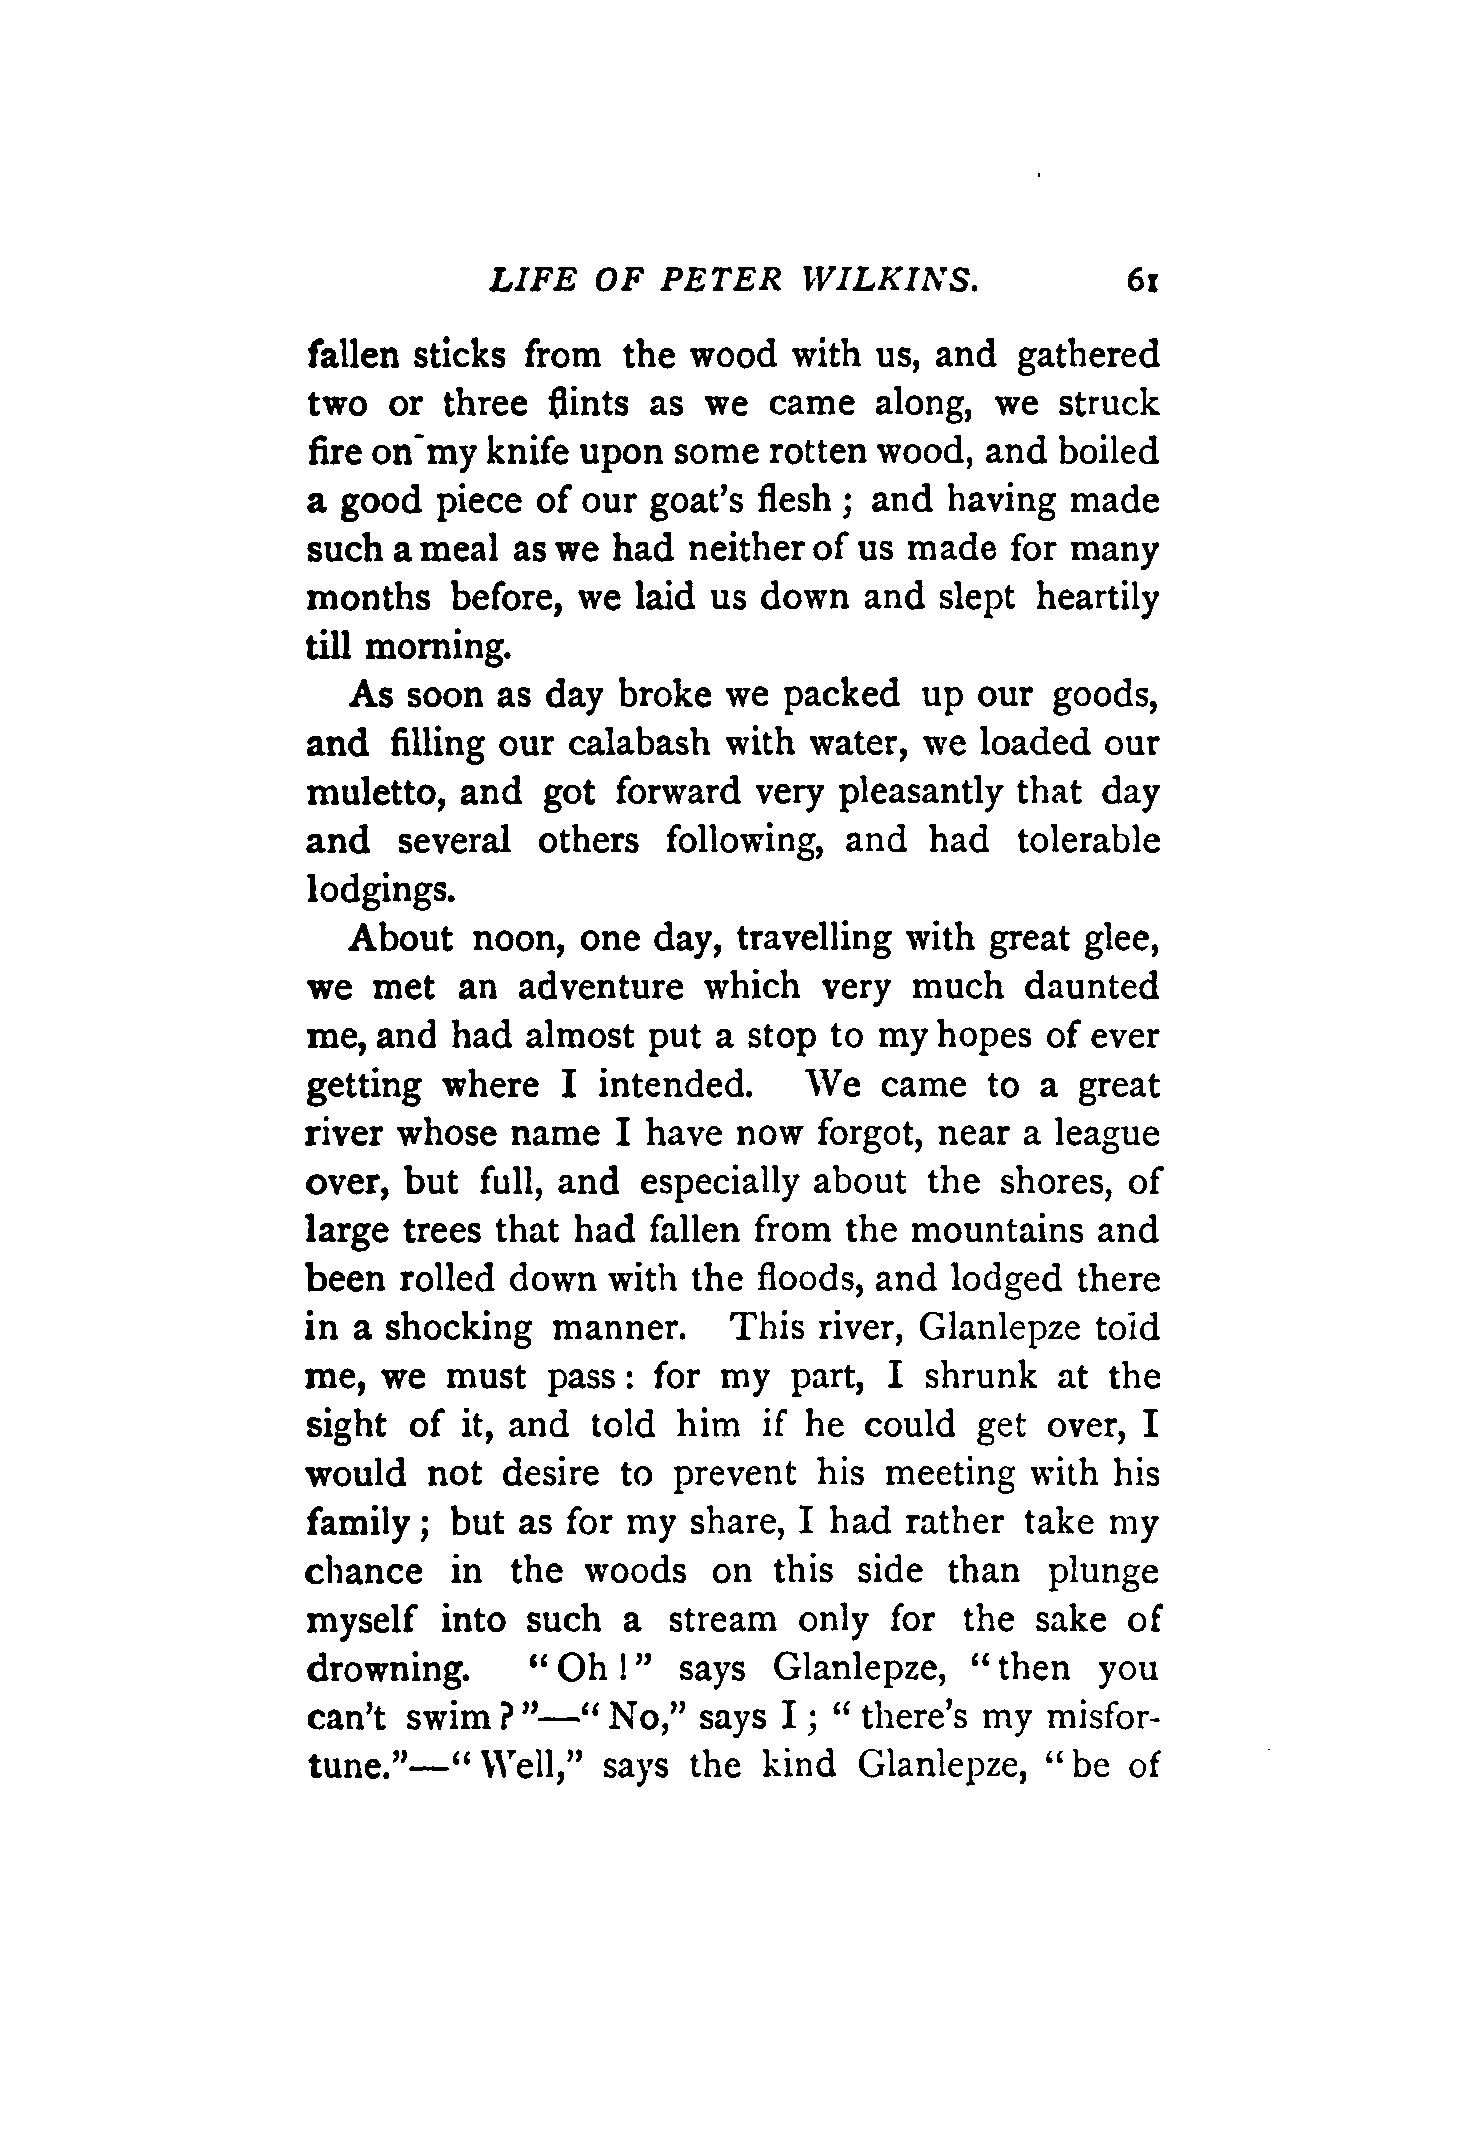 LIFE OF PETER WILKINS. 61
fallen sticks from the wood with us, and gathered
two or three flints as we came along, we struck
fire on my knife upon some rotten wood, and boiled
a good piece of our goat's flesh ; and having made
such a meal as we had neither of us made for many
months before, we laid us down and slept heartily
till morning.
As soon as day broke we packed up our goods,
and filling our calabash with water, we loaded our
muletto, and got forward very pleasantly that day
and several others following, and had tolerable
lodgings.
About noon, one day, travelling with great glee,
we met an adventure which very much daunted
me, and had almost put a stop to my hopes of ever
getting where I intended. We came to a great
river whose name I have now forgot, near a league
over, but full, and especially about the shores, of
large trees that had fallen from the mountains and
been rolled down with the floods, and lodged there
in a shocking manner. This river, Glanlepze told
me, we must pass : for my part, I shrunk at the
sight of it, and told him if he could get over, I
would not desire to prevent his meeting with his
family ; but as for my share, I had rather take my
chance in the woods on this side than plunge
myself into such a stream only for the sake of
drowning. “ Oh ! ” says Glanlepze, “ then you
can't swim ? ”—“ No,” says I ; “ there's my misfor-
tune.”—“ Well,” says the kind Glanlepze, “ be of